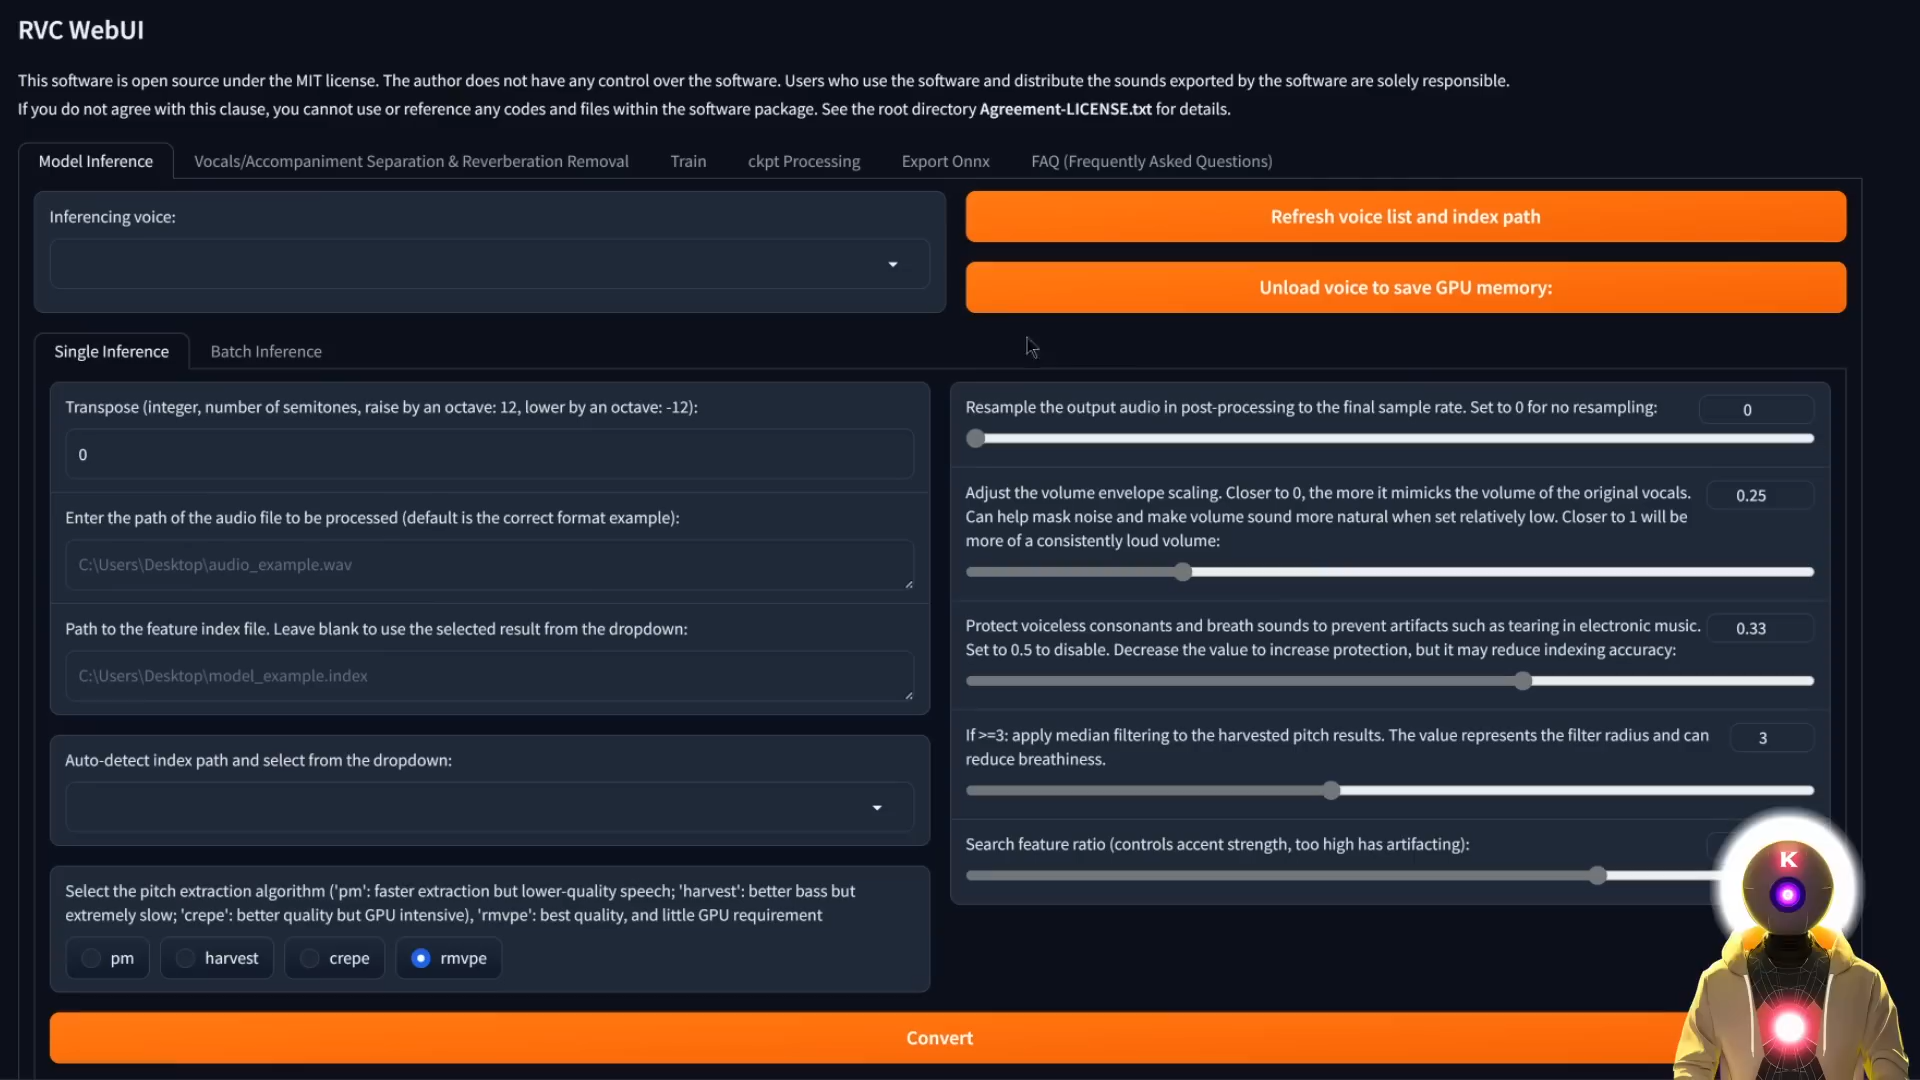 RVC WebUI
This software is open source under the MIT license. The author does not have any control over the software. Users who use the software and distribute the sounds exported by the software are solely responsible.
If you do not agree with this clause, you cannot use or reference any codes and files within the software package. See the root directory Agreement-LICENSE.txt for details.
Model Inference
Vocals/Accompaniment Separation & Reverberation Removal
Train
ckpt Processing
Export Onnx
FAQ (Frequently Asked Questions)
Inferencing voice:
Refresh voice list and index path
Unload voice to save GPU memory:
Single Inference
Batch Inference
Transpose (integer, number of semitones, raise by an octave: 12, lower by an octave: -12):
0
Enter the path of the audio file to be processed (default is the correct format example):
C:\Users\Desktop\audio_example.wav
Path to the feature index file. Leave blank to use the selected result from the dropdown:
C:\Users\Desktop\model_example.index
Auto-detect index path and select from the dropdown:
Select the pitch extraction algorithm ('pm': faster extraction but lower-quality speech; 'harvest': better bass but
extremely slow; 'crepe': better quality but GPU intensive), 'rmvpe': best quality, and little GPU requirement
pm
harvest
crepe
rmvpe
Resample the output audio in post-processing to the final sample rate. Set to 0 for no resampling:
0
Adjust the volume envelope scaling. Closer to 0, the more it mimicks the volume of the original vocals.
Can help mask noise and make volume sound more natural when set relatively low. Closer to 1 will be
more of a consistently loud volume:
0.25
Protect voiceless consonants and breath sounds to prevent artifacts such as tearing in electronic music.
Set to 0.5 to disable. Decrease the value to increase protection, but it may reduce indexing accuracy:
0.33
If >=3: apply median filtering to the harvested pitch results. The value represents the filter radius and can
reduce breathiness.
3
Search feature ratio (controls accent strength, too high has artifacting):
K
Convert